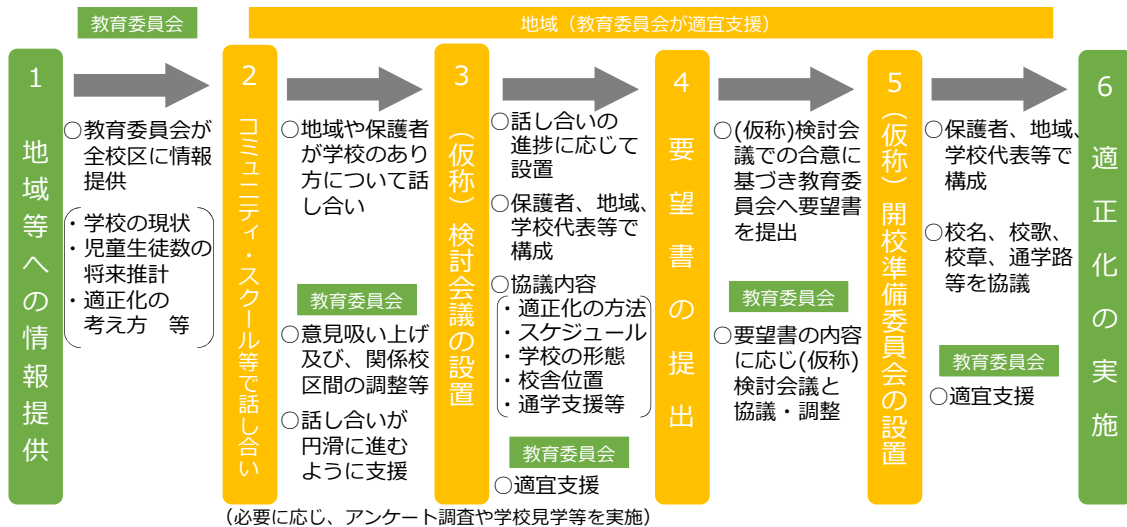 教育委員会
地域（教育委員会が適宜支援）
1 地域等への情報提供
○教育委員会が
全校区に情報
提供
・学校の現状
・児童生徒数の
将来推計
・適正化の
考え方　等
2 コミュニティ・スクール等で話し合い
○地域や保護者
が学校のあり
方について話
し合い
教育委員会
○意見吸い上げ
及び、関係校
区間の調整等
○話し合いが
円滑に進む
ように支援
3 （仮称）検討会議の設置
○話し合いの
進捗に応じて
設置
○保護者、地域、
学校代表等で
構成
○協議内容
・適正化の方法
・スケジュール
・学校の形態
・校舎位置
・通学支援等
教育委員会
○適宜支援
4 要望書の提出
○(仮称)検討会
議での合意に
基づき教育委
員会へ要望書
を提出
教育委員会
○要望書の内容
に応じ(仮称)
検討会議と
協議・調整
5 （仮称）開校準備委員会の設置
○保護者、地域、
学校代表等で
構成
○校名、校歌、
校章、通学路
等を協議
教育委員会
○適宜支援
6 適正化の実施
（必要に応じ、アンケート調査や学校見学等を実施）